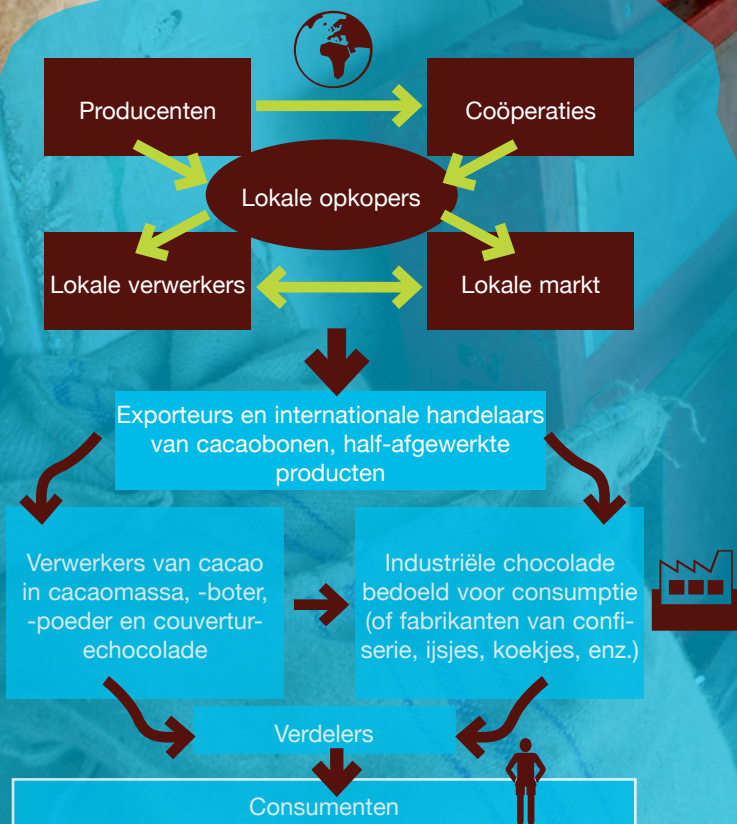 Producenten
Coöperaties
Lokale opkopers
Lokale verwerkers
Lokale markt
Exporteurs en internationale handelaars
van cacaobonen, half-afgewerkte
producten
Verwerkers van cacao
in cacaomassa, -boter,
-poeder en couvertur-
echocolade
Industriële chocolade
bedoeld voor consumptie
(of fabrikanten van confi-
serie, ijsjes, koekjes, enz.)
Verdelers
Consumenten